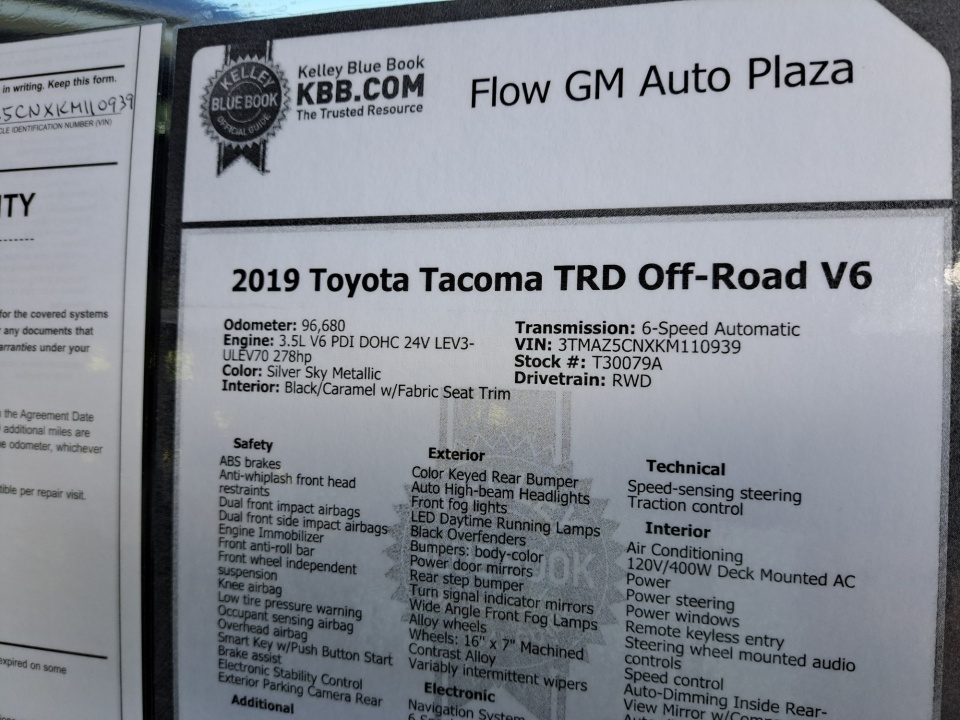 in writing. Keep this form.
5CNXKM110939
CLE IDENTIFICATION NUMBER (VIN)
ITY
for the covered systems
any documents that
arranties under your
the Agreement Date
additional miles are
e odometer, whichever
tible per repair visit.
expired on some
KELLEY
BLUE BOOK
OFFICIAL GUIDE
Kelley Blue Book
KBB.COM
The Trusted Resource
Flow GM Auto Plaza
2019 Toyota Tacoma TRD Off-Road V6
Odometer: 96,680
Engine: 3.5L V6 PDI DOHC 24V LEV3-
ULEV70 278hp
Color: Silver Sky Metallic
Interior: Black/Caramel w/Fabric Seat Trim
Transmission: 6-Speed Automatic
VIN: 3TMAZ5CNXKM110939
Stock #: T30079A
Drivetrain: RWD
Safety
ABS brakes
Anti-whiplash front head
restraints
Dual front impact airbags
Dual front side impact airbags
Engine Immobilizer
Front anti-roll bar
Front wheel independent
suspension
Knee airbag
Low tire pressure warning
Occupant sensing airbag
Overhead airbag
Smart Key w/Push Button Start
Brake assist
Electronic Stability Control
Exterior Parking Camera Rear
Additional
Exterior
Color Keyed Rear Bumper
Auto High-beam Headlights
Front fog lights
LED Daytime Running Lamps
Black Overfenders
Bumpers: body-color
Power door mirrors
Rear step bumper
Turn signal indicator mirrors
Wide Angle Front Fog Lamps
Alloy wheels
Wheels: 16" x 7" Machined
Contrast Alloy
Variably intermittent wipers
Electronic
Navigation System
Technical
Speed-sensing steering
Traction control
Interior
Air Conditioning
120V/400W Deck Mounted AC
Power
Power steering
Power windows
Remote keyless entry
Steering wheel mounted audio
controls
Speed control
Auto-Dimming Inside Rear-
View Mirror